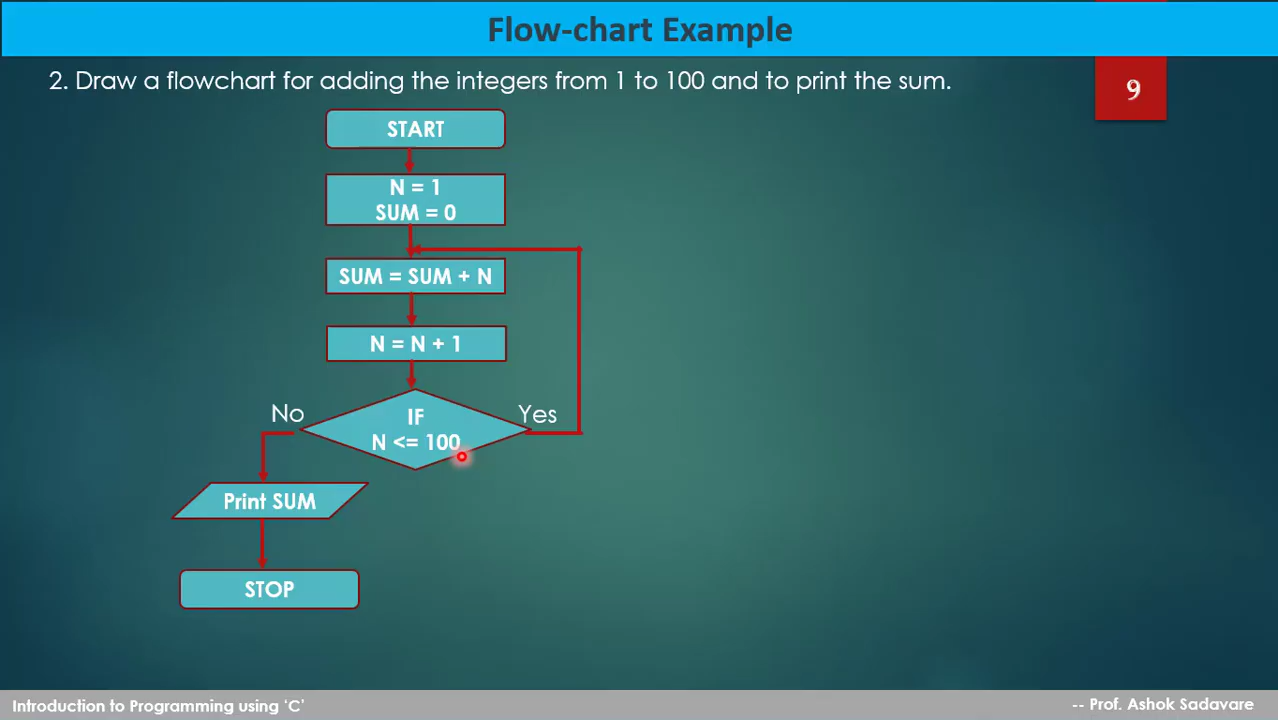 Flow-chart Example
2. Draw a flowchart for adding the integers from 1 to 100 and to print the sum.
9
START
N = 1
SUM = 0
SUM = SUM + N
N = N + 1
No
IF
Yes
N <= 100
Print SUM
STOP
Introduction to Programming using ‘C’
-- Prof. Ashok Sadavare